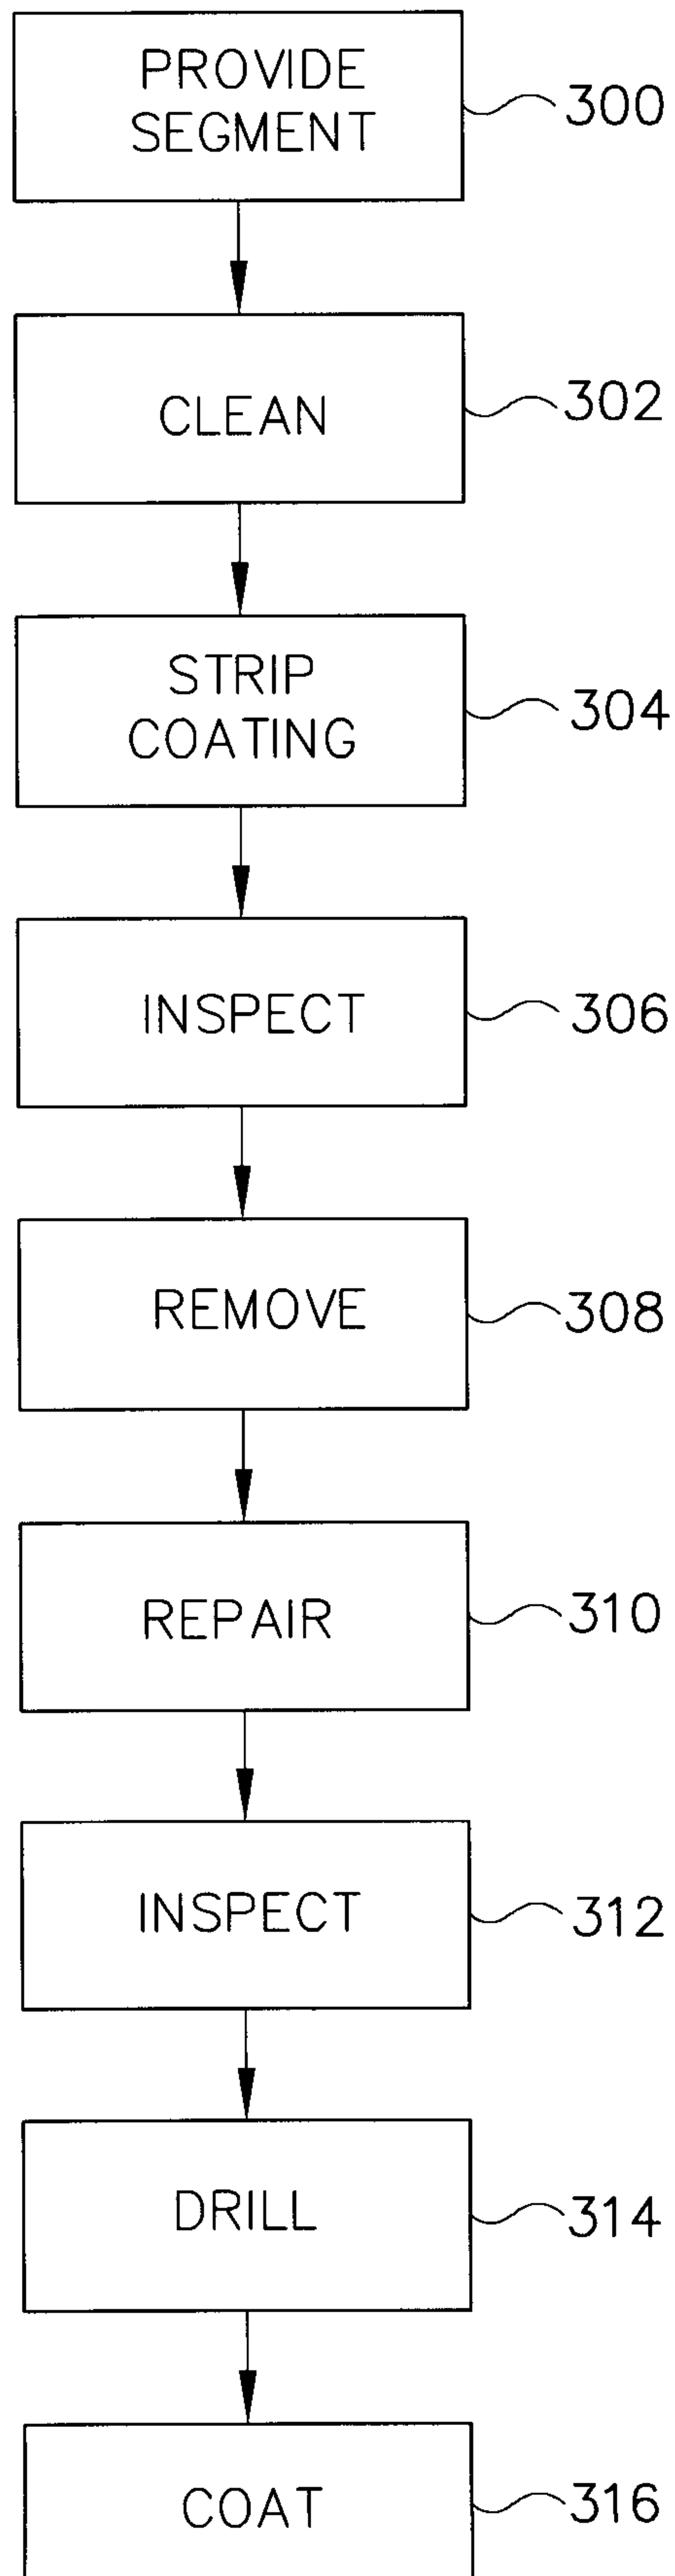 PROVIDE
SEGMENT
300
CLEAN
302
STRIP
COATING
304
INSPECT
306
REMOVE
308
REPAIR
310
INSPECT
312
DRILL
314
COAT
316